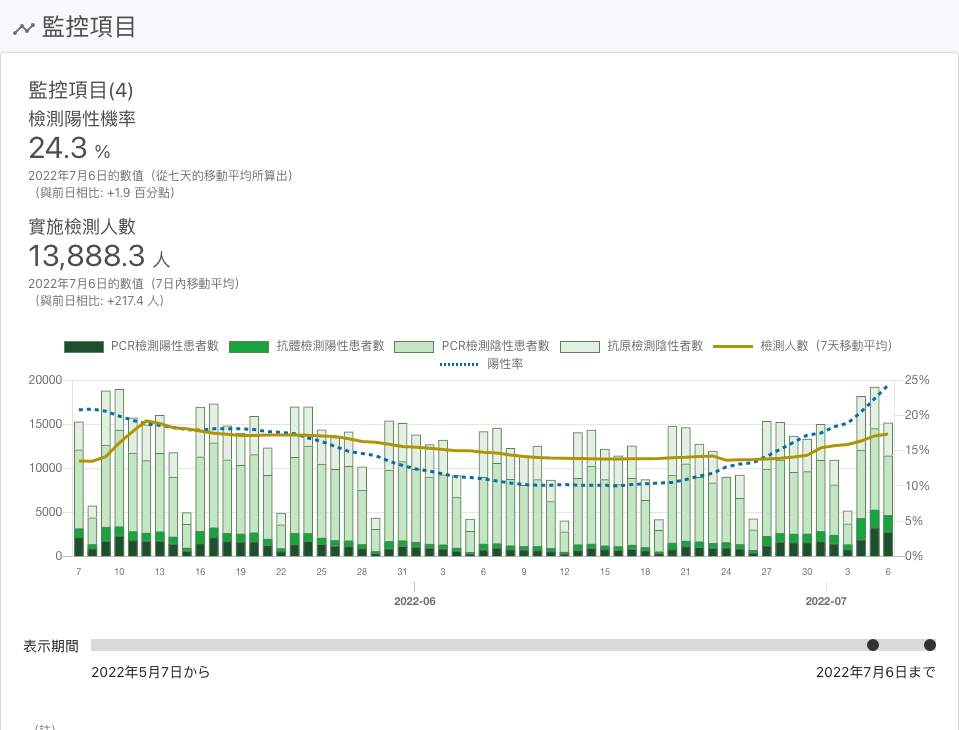 監控項目
監控項目(4)
檢測陽性機率
24.3 %
2022年7月6日的數值（從七天的移動平均所算出）
（與前日相比: +1.9 百分點）
實施檢測人數
13,888.3 人
2022年7月6日的數值（7日內移動平均）
（與前日相比: +217.4 人）
PCR檢測陽性患者數 抗體檢測陽性患者數 PCR檢測陰性患者數 抗原檢測陰性者數 檢測人數（7天移動平均）
陽性率
20000 25%
20%
15000 15%
10000 10%
5000 5%
0 0%
7 10 13 16 19 22 25 28 31 3 6 9 12 15 18 21 24 27 30 3 6
2022-06 2022-07
表示期間
2022年5月7日から 2022年7月6日まで
（註）